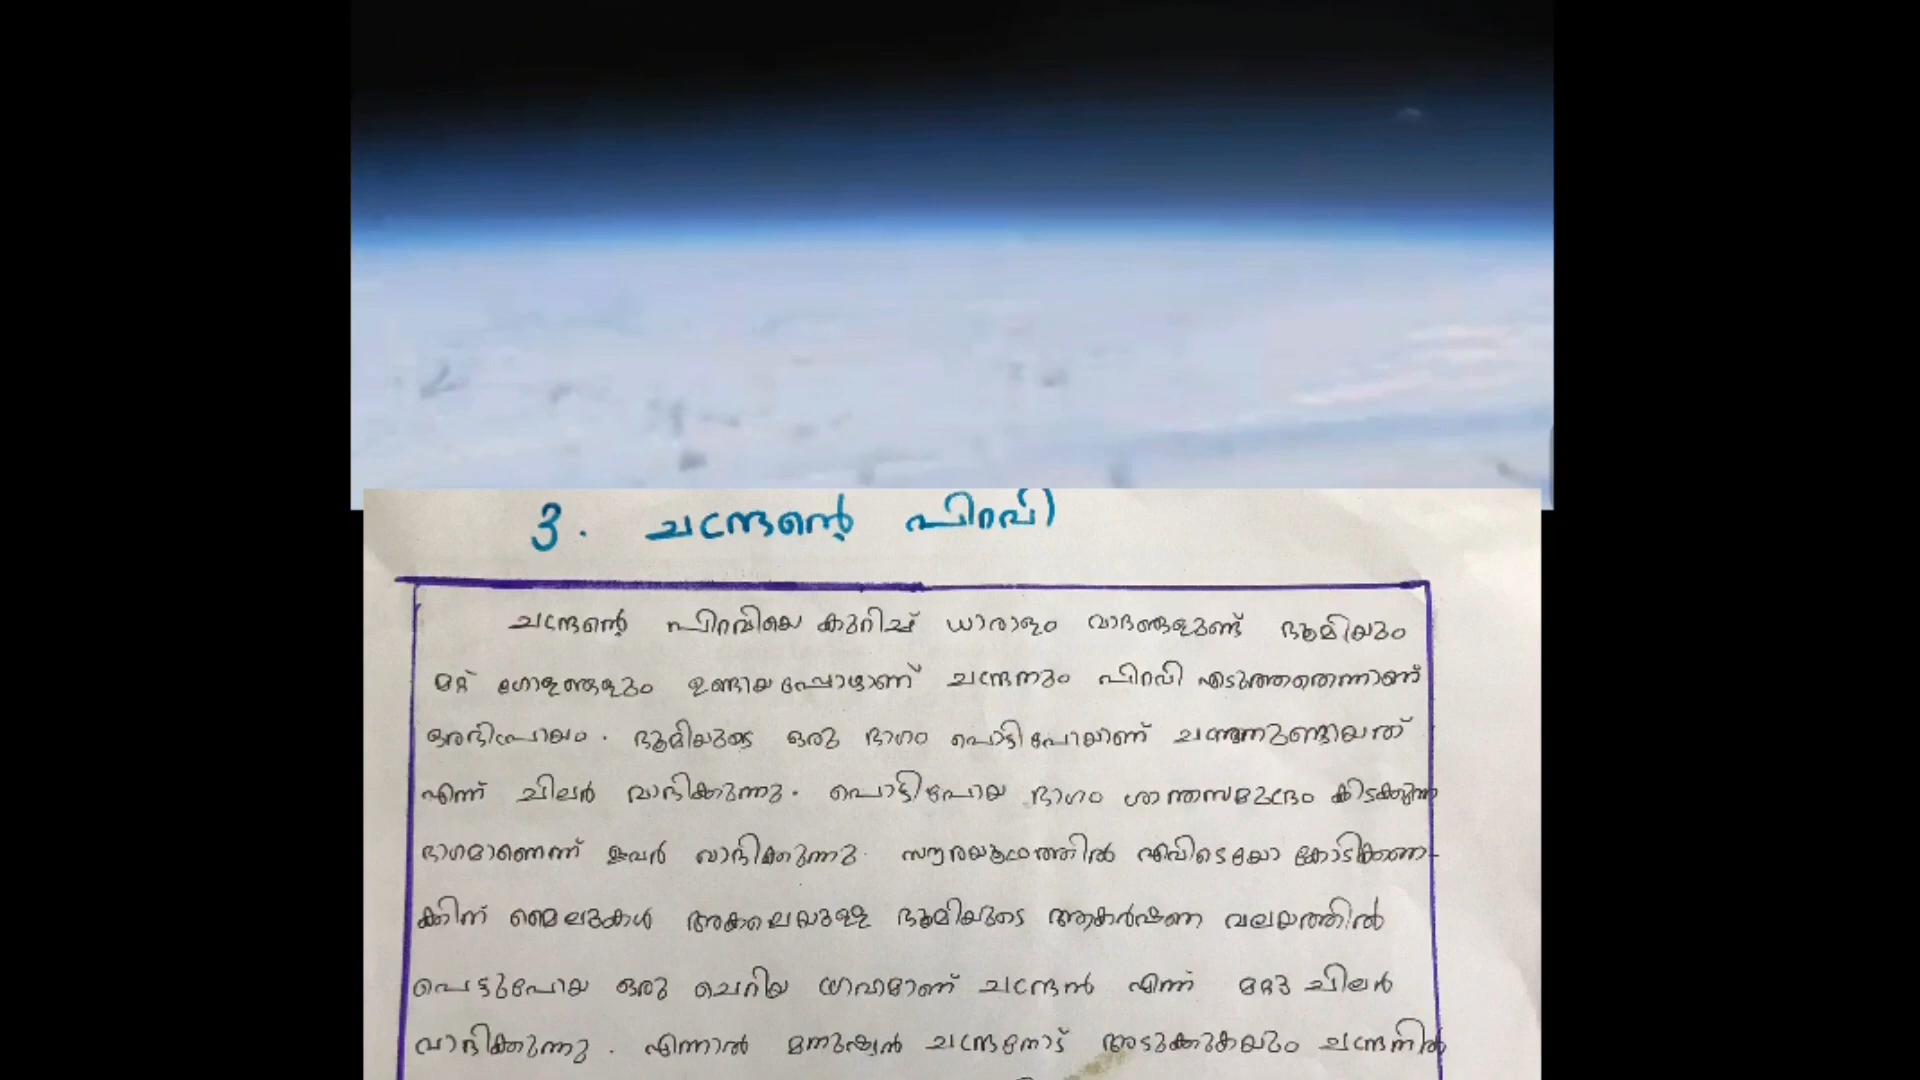 3. ചന്ദ്രന്റെ പിറവി
ചന്ദ്രന്റെ പിറവിയെ കുറിച്ച് ധാരാളം വാദങ്ങളുണ്ട് ഭൂമിയും
മറ്റ് ഗോളങ്ങളും ഉണ്ടായപ്പോഴാണ് ചന്ദ്രനും പിറവി എടുത്തതെന്നാണ്
ഒരഭിപ്രായം. ഭൂമിയുടെ ഒരു ഭാഗം പൊട്ടിപോയാണ് ചന്ദ്രനുണ്ടായത്
എന്ന് ചിലർ വാദിക്കുന്നു. പൊട്ടിപോയ ഭാഗം ശാന്തസമുദ്രം കിടക്കുന്ന
ഭാഗമാണെന്ന് ഇവർ വാദിക്കുന്നു. സൗരയൂഥത്തിൽ എവിടെയോ കോടിക്കണ-
ക്കിന് മൈലുകൾ അകലെയുള്ള ഭൂമിയുടെ ആകർഷണ വലയത്തിൽ
പെട്ടുപോയ ഒരു ചെറിയ ഗ്രഹമാണ് ചന്ദ്രൻ എന്ന് മറ്റു ചിലർ
വാദിക്കുന്നു. എന്നാൽ മനുഷ്യൻ ചന്ദ്രനോട് അടുക്കുകയും ചന്ദ്രനിൽ